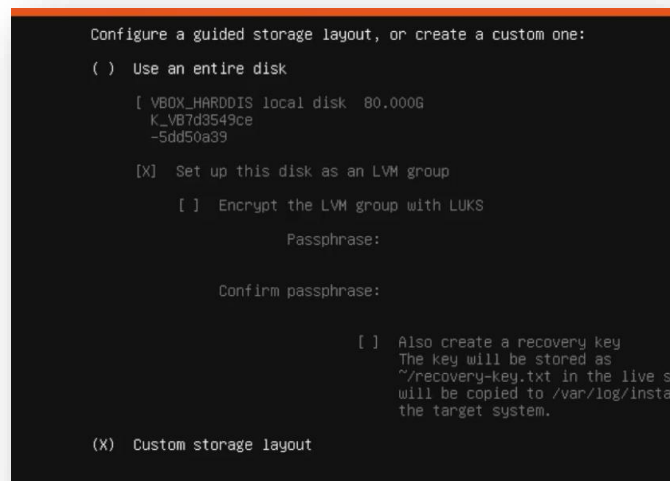 Configure a guided storage layout, or create a custom one:
( ) Use an entire disk
[ VBOX_HARDDIS local disk 80.000G
K_VB7d3549ce
-5dd50a39
[X] Set up this disk as an LVM group
[ ] Encrypt the LVM group with LUKS
Passphrase:
Confirm passphrase:
[ ] Also create a recovery key
The key will be stored as
~/recovery-key.txt in the live s
will be copied to /var/log/insta
the target system.
(X) Custom storage layout